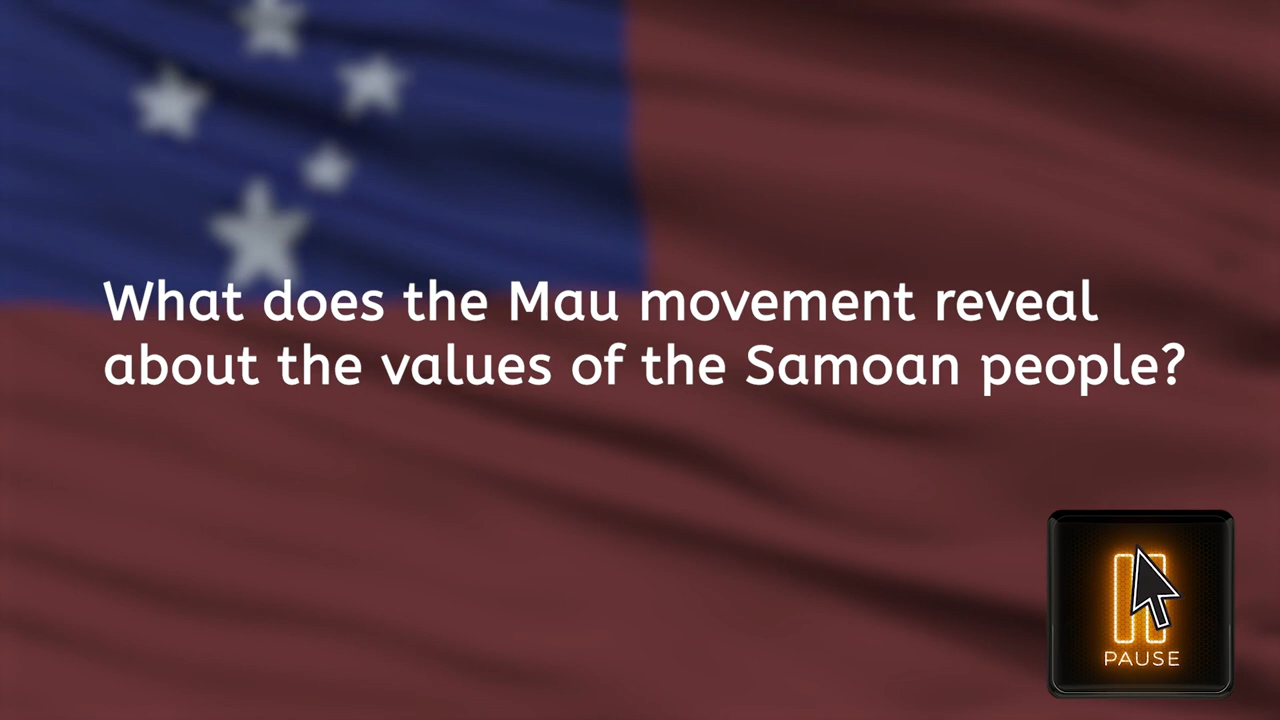 What does the Mau movement reveal
about the values of the Samoan people?
PAUSE